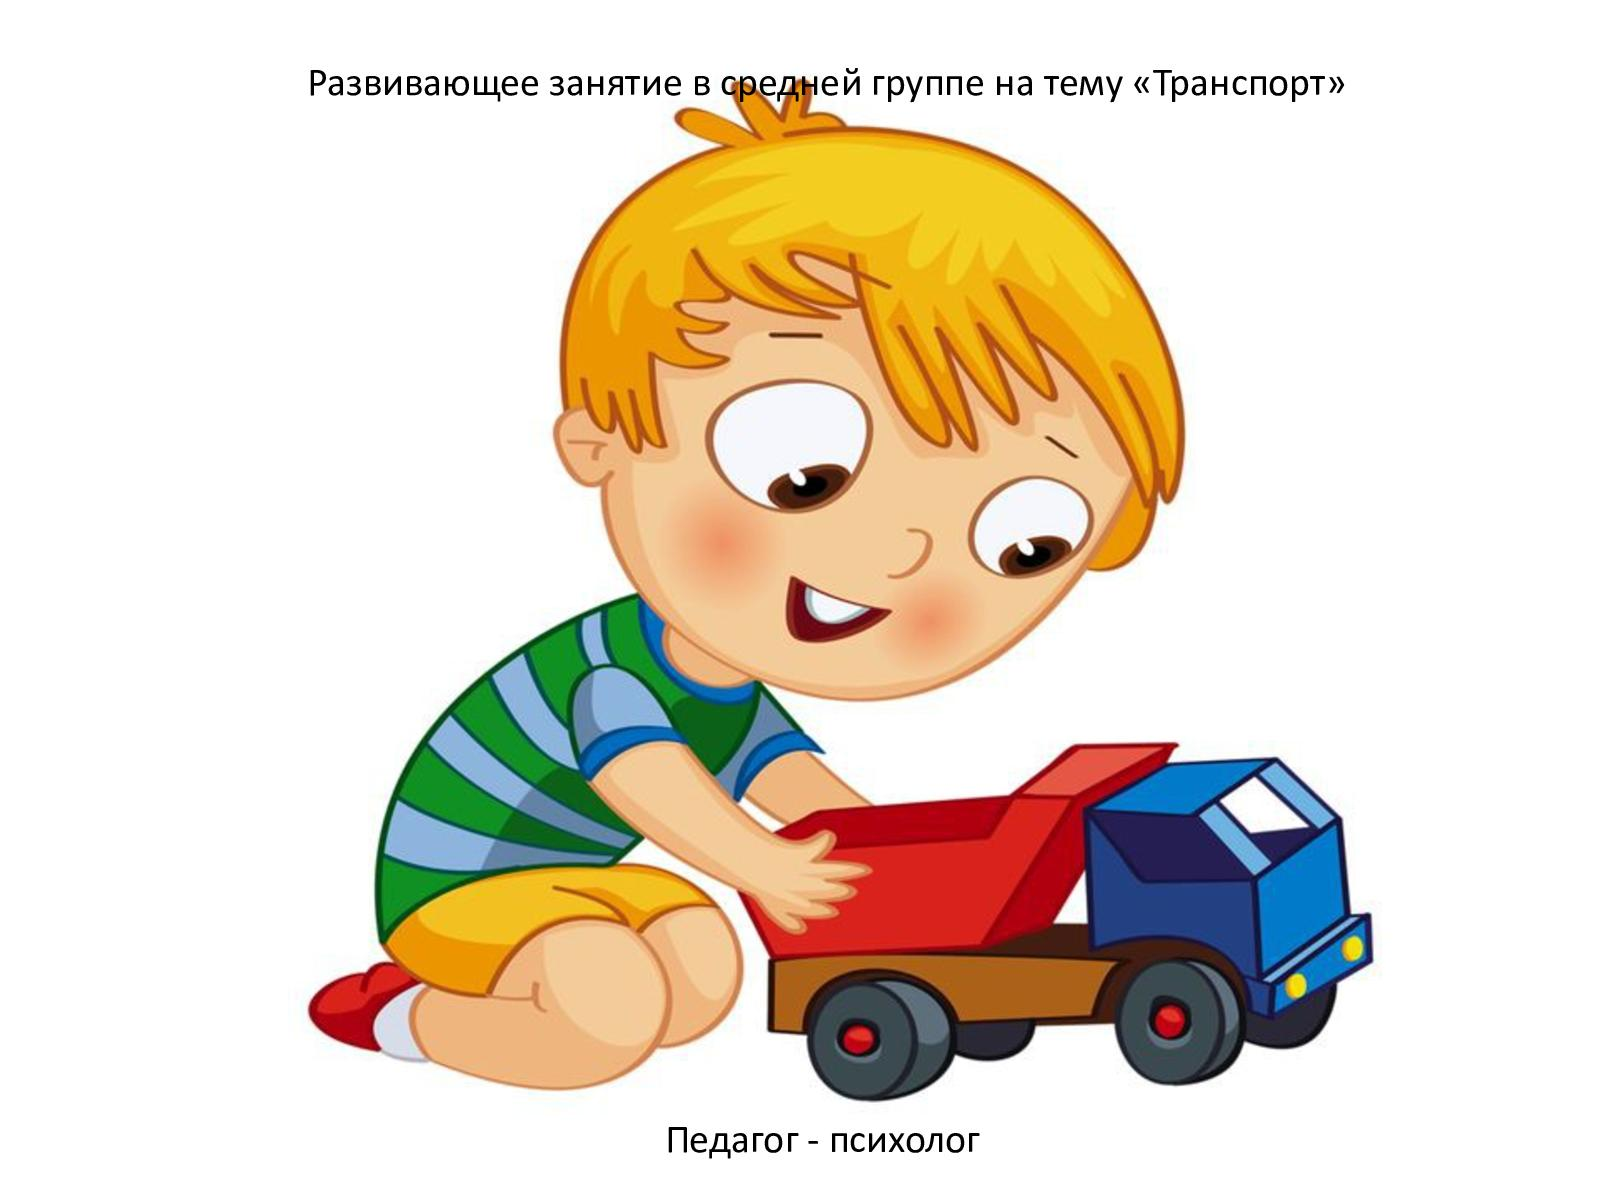 Развивающее занятие в средней группе на тему «Транспорт»
Педагог - психолог